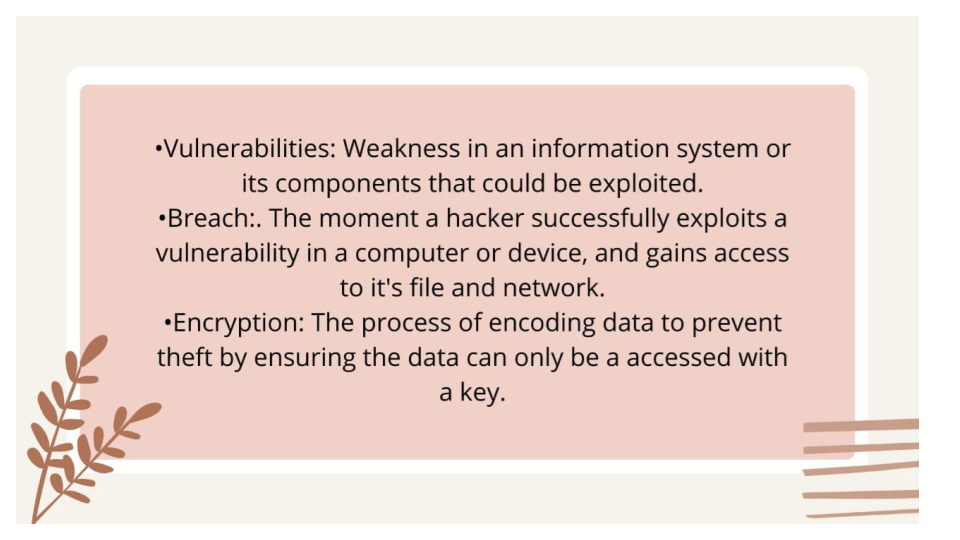 •Vulnerabilities: Weakness in an information system or
its components that could be exploited.
•Breach:. The moment a hacker successfully exploits a
vulnerability in a computer or device, and gains access
to it's file and network.
•Encryption: The process of encoding data to prevent
theft by ensuring the data can only be a accessed with
a key.